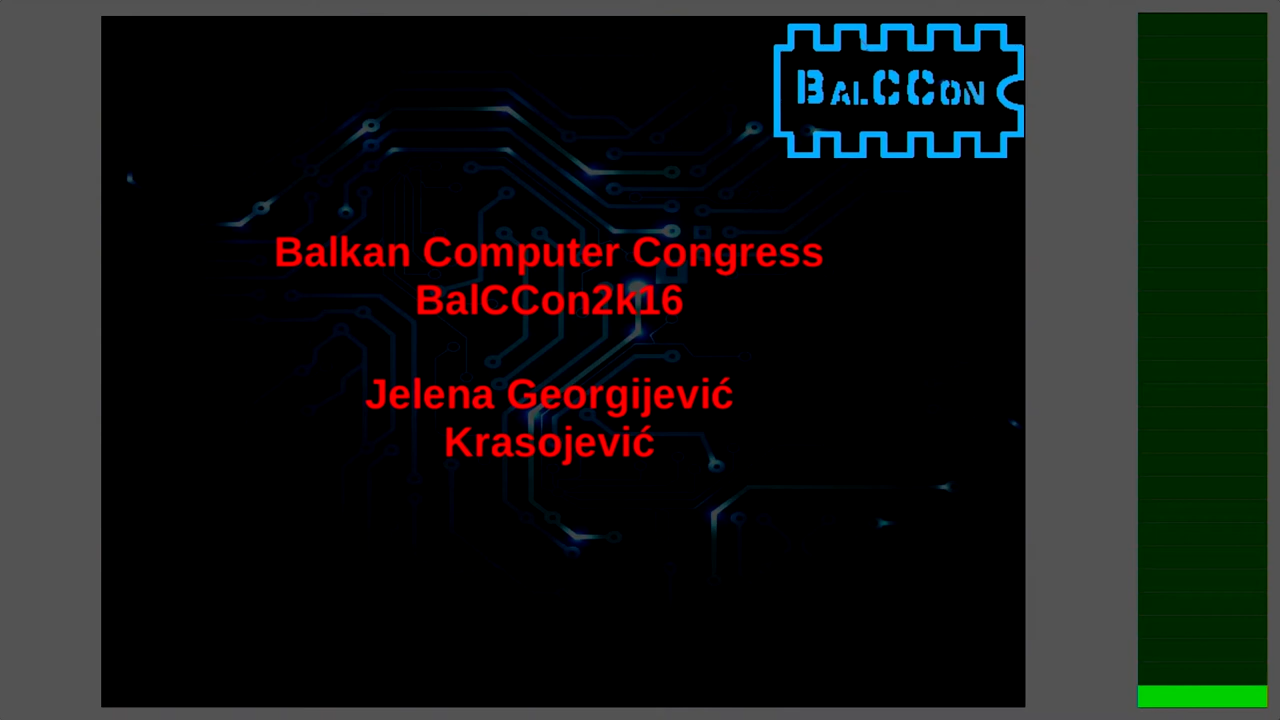 BALCCON
Balkan Computer Congress
BalCCon2k16
Jelena Georgijević
Krasojević